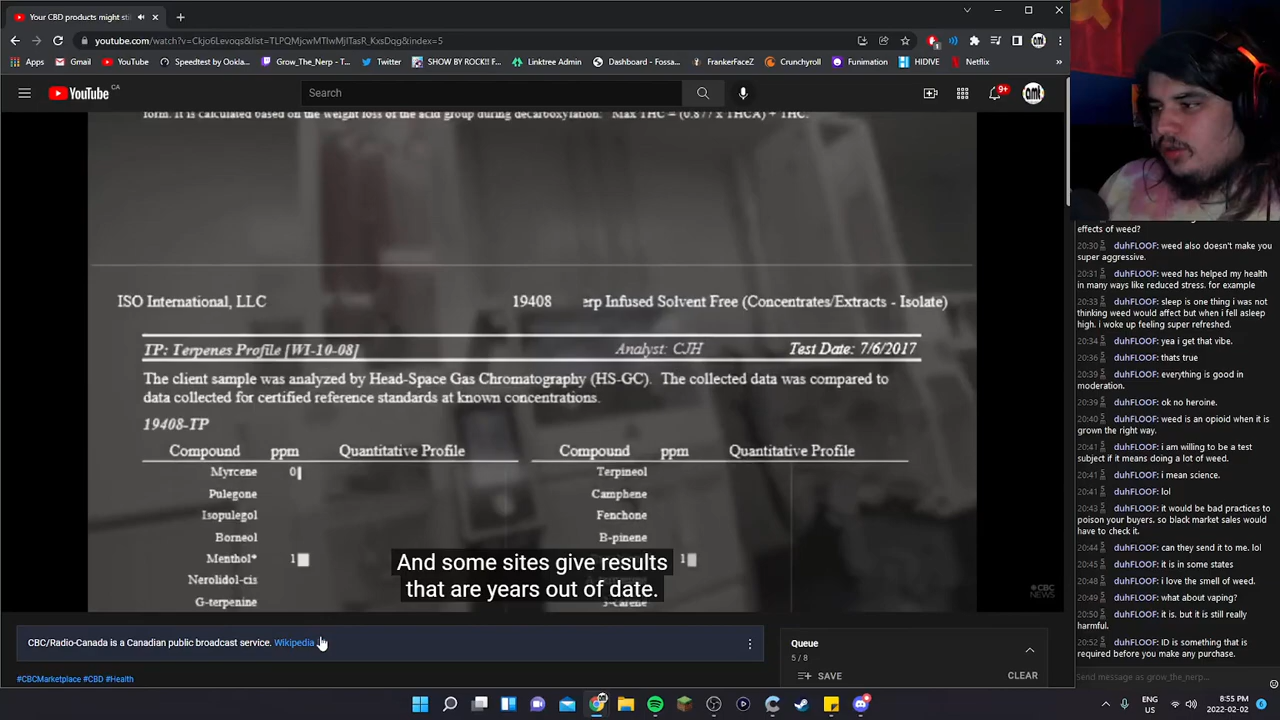 Your CBD products might sti
youtube.com/watch?v=Ckjo6Levoqs&list=TLPQMjcwMTIwMjITasR_KxsDqg&index=5
Apps Gmail YouTube Speedtest by Ookla... Grow_The_Nerp - T... Twitter SHOW BY ROCK!! F... Linktree Admin Dashboard - Fossa... FrankerFaceZ Crunchyroll Funimation HIDIVE Netflix
YouTube CA
Search
9+
amt
form. It is calculated based on the weight loss of the acid group during decarboxylation. Max THC = (0.877 x THCA) + THC.
ISO International, LLC 19408 erp Infused Solvent Free (Concentrates/Extracts - Isolate)
TP: Terpenes Profile [WI-10-08] Analyst: CJH Test Date: 7/6/2017
The client sample was analyzed by Head-Space Gas Chromatography (HS-GC). The collected data was compared to
data collected for certified reference standards at known concentrations.
19408-TP
Compound ppm Quantitative Profile Compound ppm Quantitative Profile
Myrcene 0 Terpineol
Pulegone Camphene
Isopulegol Fenchone
Borneol B-pinene
Menthol* 1 1
Nerolidol-cis
G-terpinene 3-carene
And some sites give results
that are years out of date.
CBC
NEWS
CBC/Radio-Canada is a Canadian public broadcast service. Wikipedia
#CBCMarketplace #CBD #Health
Queue
5 / 8
SAVE CLEAR
effects of weed?
20:30 duhFLOOF: weed also doesn't make you
super aggressive.
20:31 duhFLOOF: weed has helped my health
in many ways like reduced stress. for example
20:33 duhFLOOF: sleep is one thing i was not
thinking weed would affect but when i fell asleep
high. i woke up feeling super refreshed.
20:34 duhFLOOF: yea i get that vibe.
20:36 duhFLOOF: thats true
20:38 duhFLOOF: everything is good in
moderation.
20:39 duhFLOOF: ok no heroine.
20:40 duhFLOOF: weed is an opioid when it is
grown the right way.
20:41 duhFLOOF: i am willing to be a test
subject if it means doing a lot of weed.
20:41 duhFLOOF: i mean science.
20:41 duhFLOOF: lol
20:43 duhFLOOF: it would be bad practices to
poison your buyers. so black market sales would
have to check it.
20:44 duhFLOOF: can they send it to me. lol
20:44 duhFLOOF: it is in some states
20:48 duhFLOOF: i love the smell of weed.
20:49 duhFLOOF: what about vaping?
20:50 duhFLOOF: it is. but it is still really
harmful.
20:52 duhFLOOF: ID is something that is
required before you make any purchase.
Send message as grow_the_nerp...
ENG
US
8:55 PM
2022-02-02
6